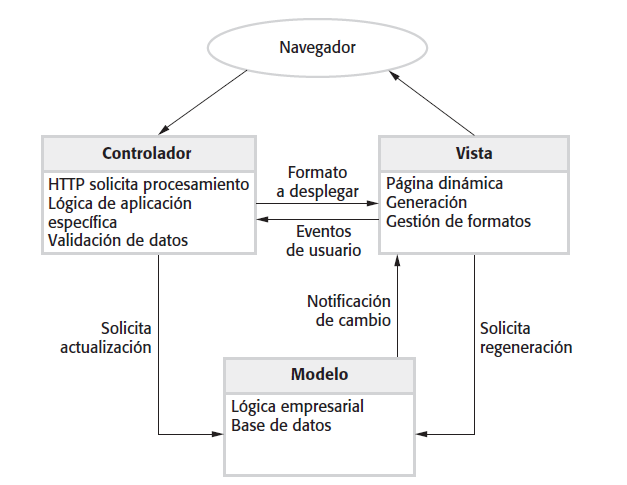 Navegador
Controlador
HTTP solicita procesamiento
Lógica de aplicación
específica
Validación de datos
Formato
a desplegar
Eventos
de usuario
Vista
Página dinámica
Generación
Gestión de formatos
Solicita
actualización
Notificación
de cambio
Solicita
regeneración
Modelo
Lógica empresarial
Base de datos